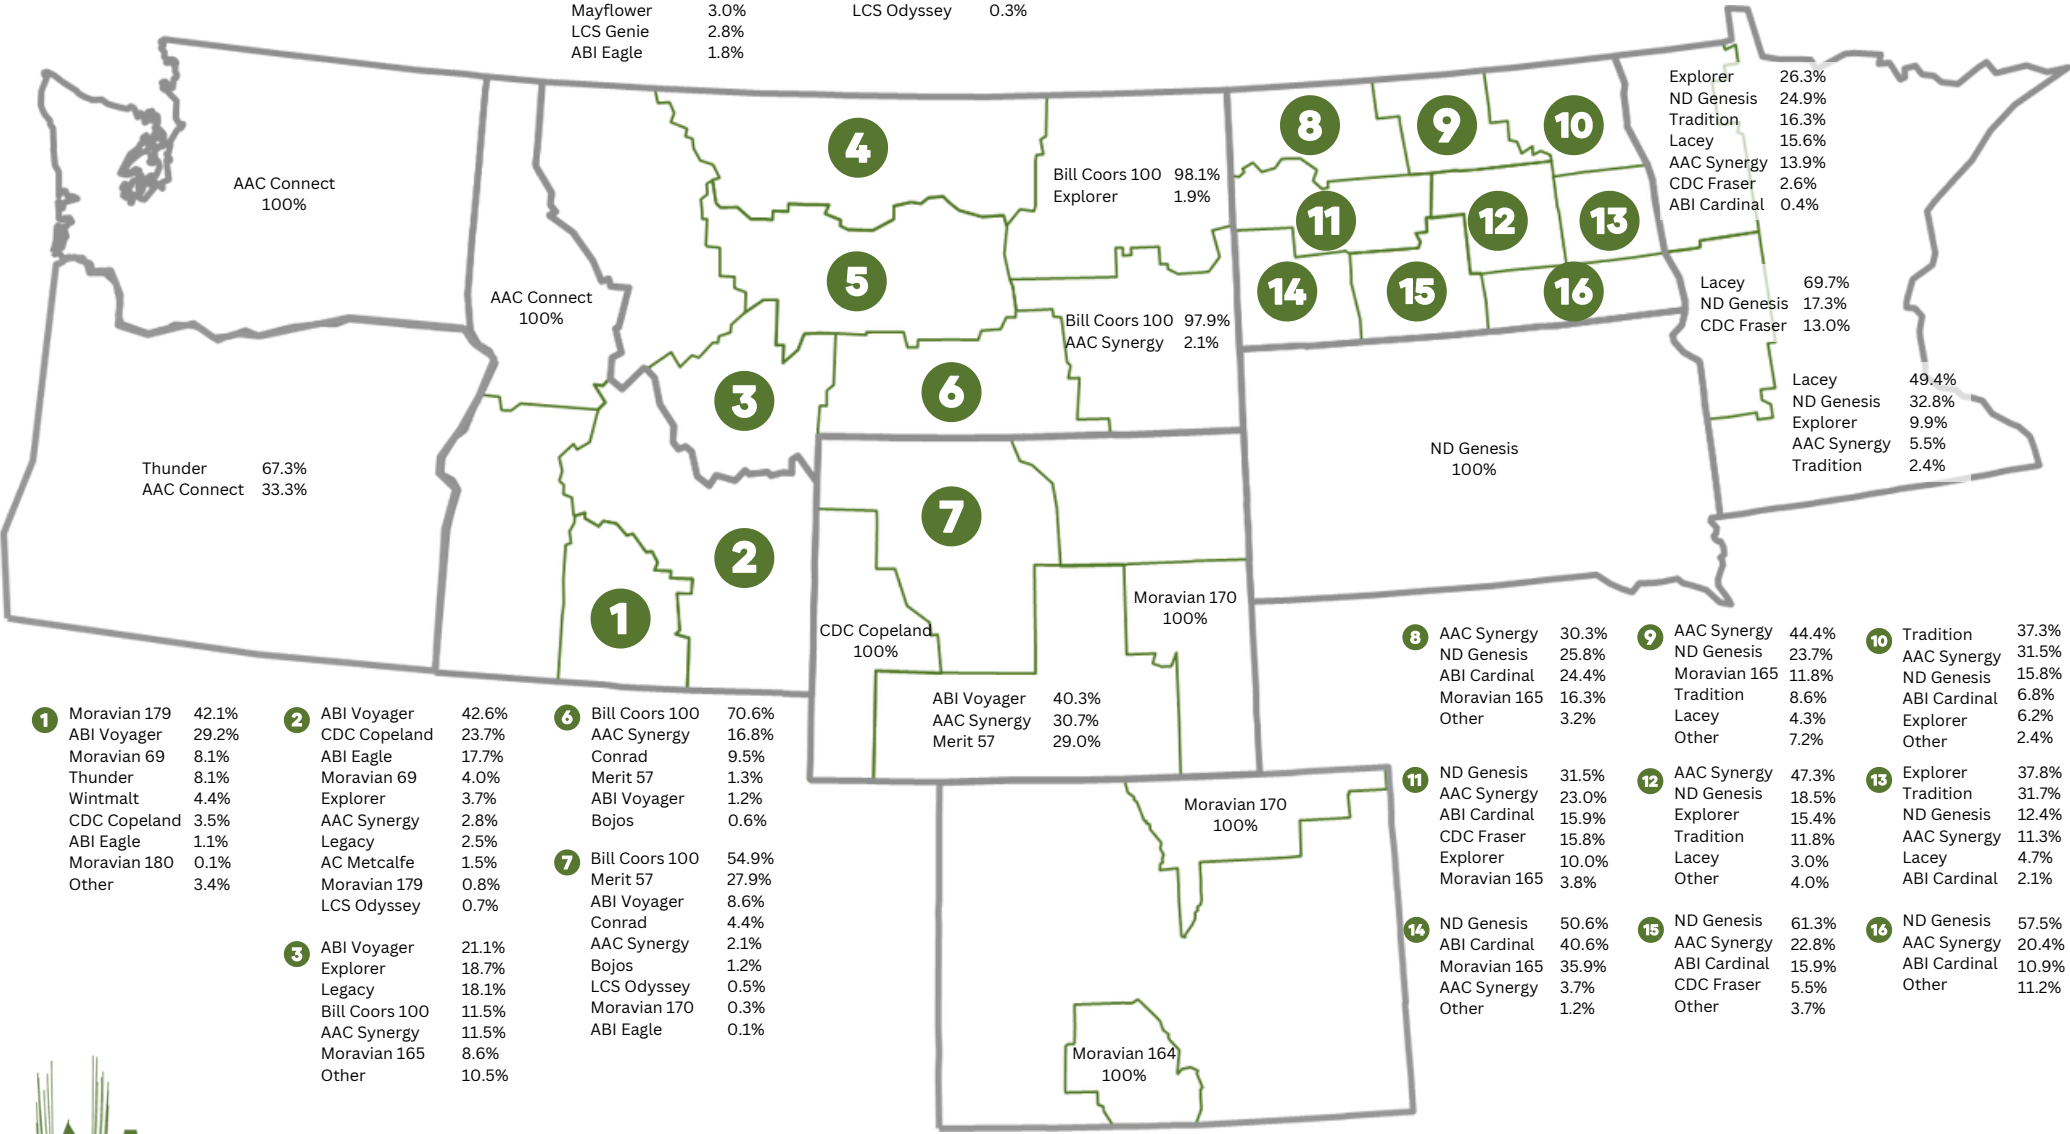 Mayflower 3.0%
LCS Genie 2.8%
ABI Eagle 1.8%
LCS Odyssey 0.3%
AAC Connect
100%
AAC Connect
100%
Thunder 67.3%
AAC Connect 33.3%
4
5
3
6
2
1
7
Bill Coors 100 98.1%
Explorer 1.9%
Bill Coors 100 97.9%
AAC Synergy 2.1%
8
9
10
11
12
13
14
15
16
Explorer 26.3%
ND Genesis 24.9%
Tradition 16.3%
Lacey 15.6%
AAC Synergy 13.9%
CDC Fraser 2.6%
ABI Cardinal 0.4%
Lacey 69.7%
ND Genesis 17.3%
CDC Fraser 13.0%
Lacey 49.4%
ND Genesis 32.8%
Explorer 9.9%
AAC Synergy 5.5%
Tradition 2.4%
ND Genesis
100%
CDC Copeland
100%
Moravian 170
100%
ABI Voyager 40.3%
AAC Synergy 30.7%
Merit 57 29.0%
Moravian 170
100%
Moravian 164
100%
1 Moravian 179 42.1%
ABI Voyager 29.2%
Moravian 69 8.1%
Thunder 8.1%
Wintmalt 4.4%
CDC Copeland 3.5%
ABI Eagle 1.1%
Moravian 180 0.1%
Other 3.4%
2 ABI Voyager 42.6%
CDC Copeland 23.7%
ABI Eagle 17.7%
Moravian 69 4.0%
Explorer 3.7%
AAC Synergy 2.8%
Legacy 2.5%
AC Metcalfe 1.5%
Moravian 179 0.8%
LCS Odyssey 0.7%
3 ABI Voyager 21.1%
Explorer 18.7%
Legacy 18.1%
Bill Coors 100 11.5%
AAC Synergy 11.5%
Moravian 165 8.6%
Other 10.5%
6 Bill Coors 100 70.6%
AAC Synergy 16.8%
Conrad 9.5%
Merit 57 1.3%
ABI Voyager 1.2%
Bojos 0.6%
7 Bill Coors 100 54.9%
Merit 57 27.9%
ABI Voyager 8.6%
Conrad 4.4%
AAC Synergy 2.1%
Bojos 1.2%
LCS Odyssey 0.5%
Moravian 170 0.3%
ABI Eagle 0.1%
8 AAC Synergy 30.3%
ND Genesis 25.8%
ABI Cardinal 24.4%
Moravian 165 16.3%
Other 3.2%
9 AAC Synergy 44.4%
ND Genesis 23.7%
Moravian 165 11.8%
Tradition 8.6%
Lacey 4.3%
Other 7.2%
10 Tradition 37.3%
AAC Synergy 31.5%
ND Genesis 15.8%
ABI Cardinal 6.8%
Explorer 6.2%
Other 2.4%
11 ND Genesis 31.5%
AAC Synergy 23.0%
ABI Cardinal 15.9%
CDC Fraser 15.8%
Explorer 10.0%
Moravian 165 3.8%
12 AAC Synergy 47.3%
ND Genesis 18.5%
Explorer 15.4%
Tradition 11.8%
Lacey 3.0%
Other 4.0%
13 Explorer 37.8%
Tradition 31.7%
ND Genesis 12.4%
AAC Synergy 11.3%
Lacey 4.7%
ABI Cardinal 2.1%
14 ND Genesis 50.6%
ABI Cardinal 40.6%
Moravian 165 35.9%
AAC Synergy 3.7%
Other 1.2%
15 ND Genesis 61.3%
AAC Synergy 22.8%
ABI Cardinal 15.9%
CDC Fraser 5.5%
Other 3.7%
16 ND Genesis 57.5%
AAC Synergy 20.4%
ABI Cardinal 10.9%
Other 11.2%